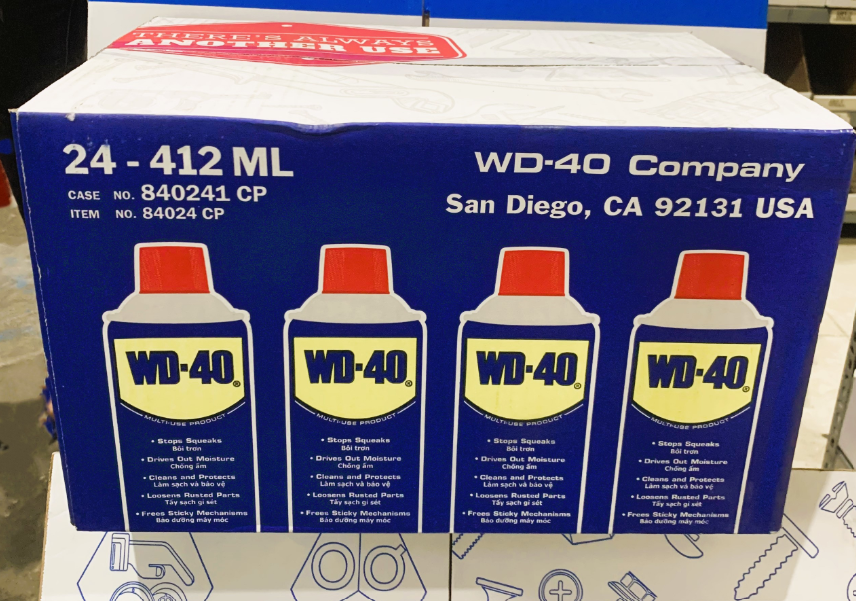 THERE'S ALWAYS
ANOTHER USE
24 - 412 ML
CASE NO. 840241 CP
ITEM NO. 84024 CP
WD-40 Company
San Diego, CA 92131 USA
WD-40®
MULTI-USE PRODUCT
• Stops Squeaks
Bôi trơn
• Drives Out Moisture
Chống ẩm
• Cleans and Protects
Làm sạch và bảo vệ
• Loosens Rusted Parts
Tẩy sạch gỉ sét
• Frees Sticky Mechanisms
Bảo dưỡng máy móc
WD-40®
MULTI-USE PRODUCT
• Stops Squeaks
Bôi trơn
• Drives Out Moisture
Chống ẩm
• Cleans and Protects
Làm sạch và bảo vệ
• Loosens Rusted Parts
Tẩy sạch gỉ sét
• Frees Sticky Mechanisms
Bảo dưỡng máy móc
WD-40®
MULTI-USE PRODUCT
• Stops Squeaks
Bôi trơn
• Drives Out Moisture
Chống ẩm
• Cleans and Protects
Làm sạch và bảo vệ
• Loosens Rusted Parts
Tẩy sạch gỉ sét
• Frees Sticky Mechanisms
Bảo dưỡng máy móc
WD-40®
MULTI-USE PRODUCT
• Stops Squeaks
Bôi trơn
• Drives Out Moisture
Chống ẩm
• Cleans and Protects
Làm sạch và bảo vệ
• Loosens Rusted Parts
Tẩy sạch gỉ sét
• Frees Sticky Mechanisms
Bảo dưỡng máy móc